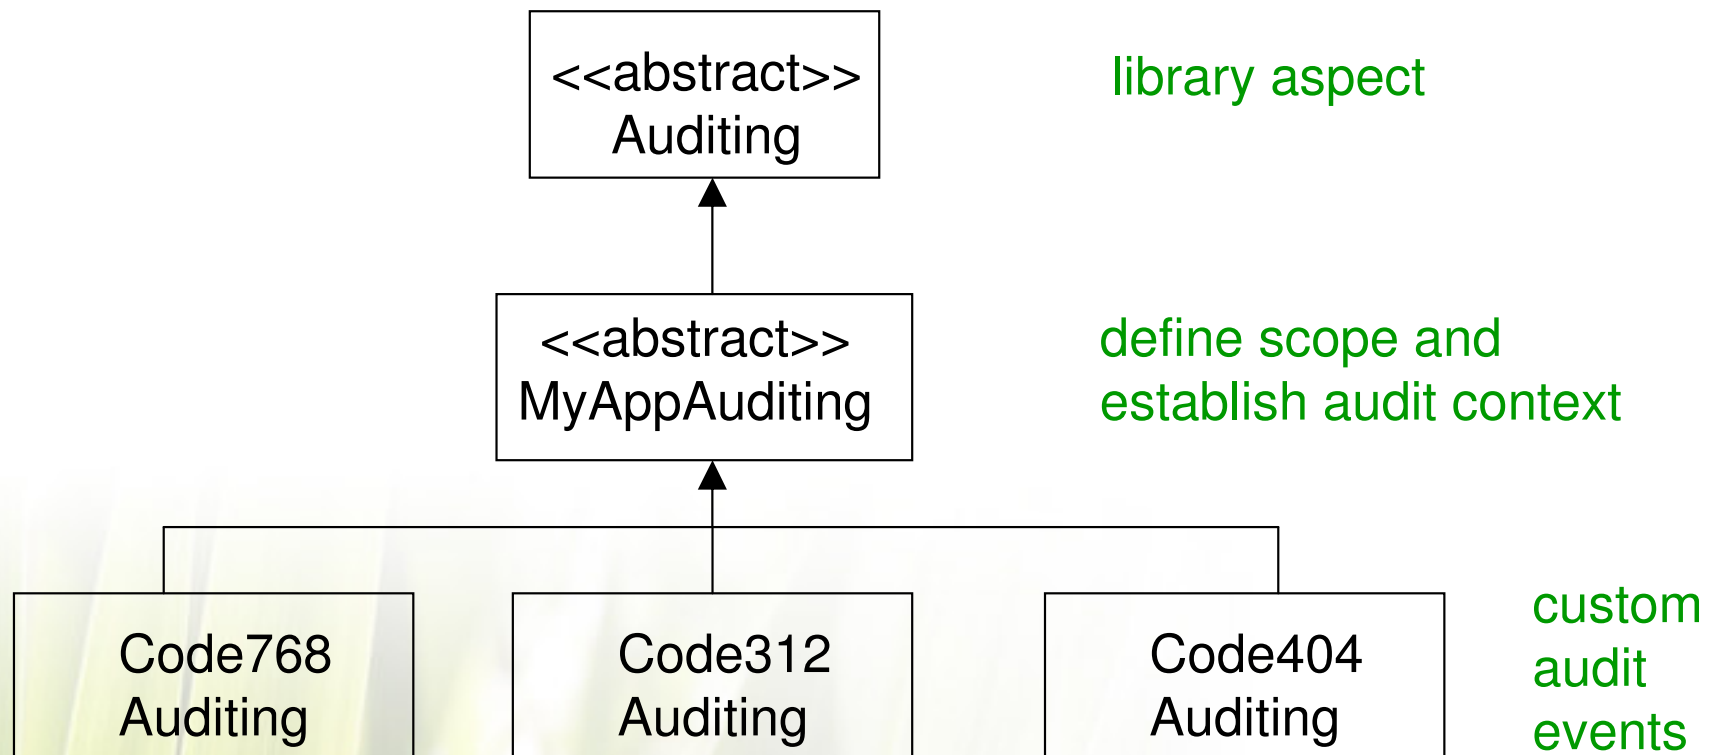 <<abstract>>
Auditing
library aspect
<<abstract>>
MyAppAuditing
define scope and
establish audit context
Code768
Auditing
Code312
Auditing
Code404
Auditing
custom
audit
events